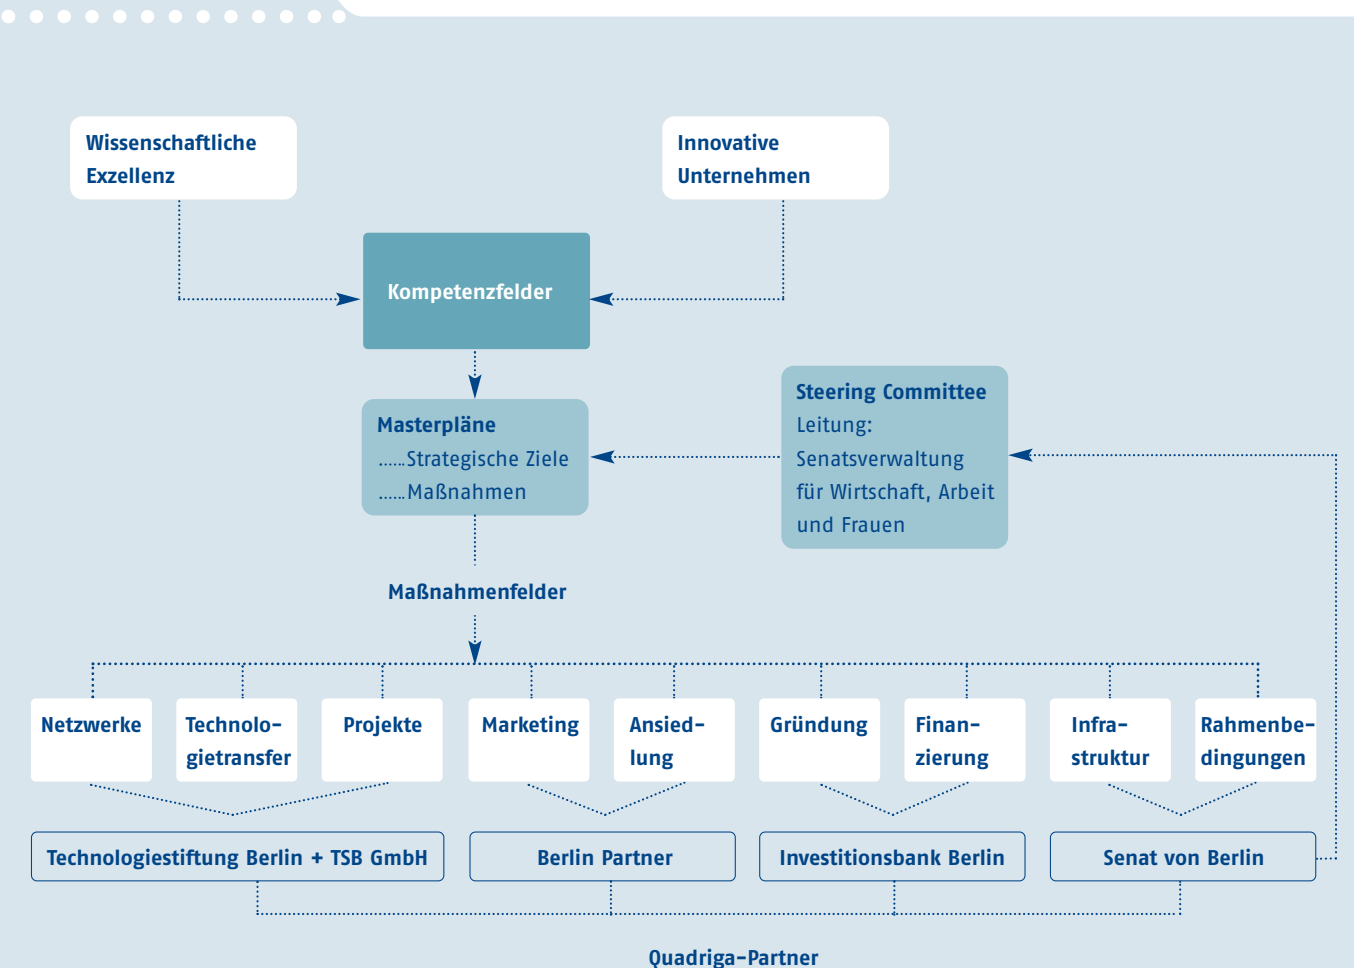 Wissenschaftliche
Exzellenz
Innovative
Unternehmen
Kompetenzfelder
Masterpläne
......Strategische Ziele
......Maßnahmen
Steering Committee
Leitung:
Senatsverwaltung
für Wirtschaft, Arbeit
und Frauen
Maßnahmenfelder
Netzwerke
Technolo-
gietransfer
Projekte
Marketing
Ansied-
lung
Gründung
Finan-
zierung
Infra-
struktur
Rahmenbe-
dingungen
Technologiestiftung Berlin + TSB GmbH
Berlin Partner
Investitionsbank Berlin
Senat von Berlin
Quadriga-Partner